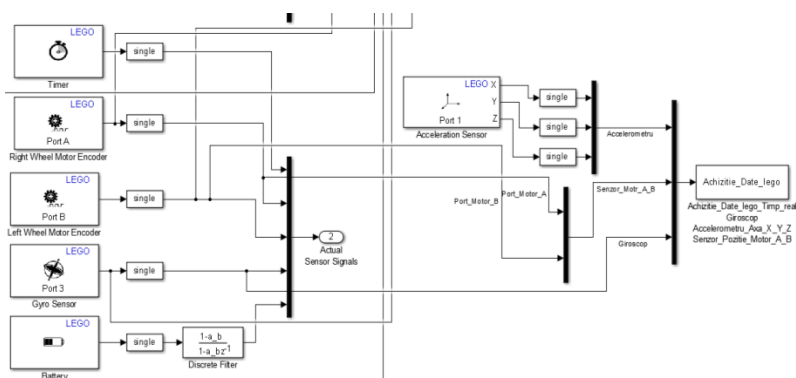 LEGO
single
Timer
LEGO
Port A
single
Right Wheel Motor Encoder
LEGO
Port B
single
Left Wheel Motor Encoder
LEGO
Port 3
single
Gyro Sensor
LEGO
single
1-a_b
1-a_bz-1
Discrete Filter
Battery
2
Actual
Sensor Signals
LEGO X
Y
Z
Port 1
Acceleration Sensor
single
single
single
Accelerometru
Port_Motor_A
Port_Motor_B
Senzor_Motr_A_B
Giroscop
Achizitie_Date_lego
Achizitie_Date_lego_Timp_real
Giroscop
Accelerometru_Axa_X_Y_Z
Senzor_Pozitie_Motor_A_B